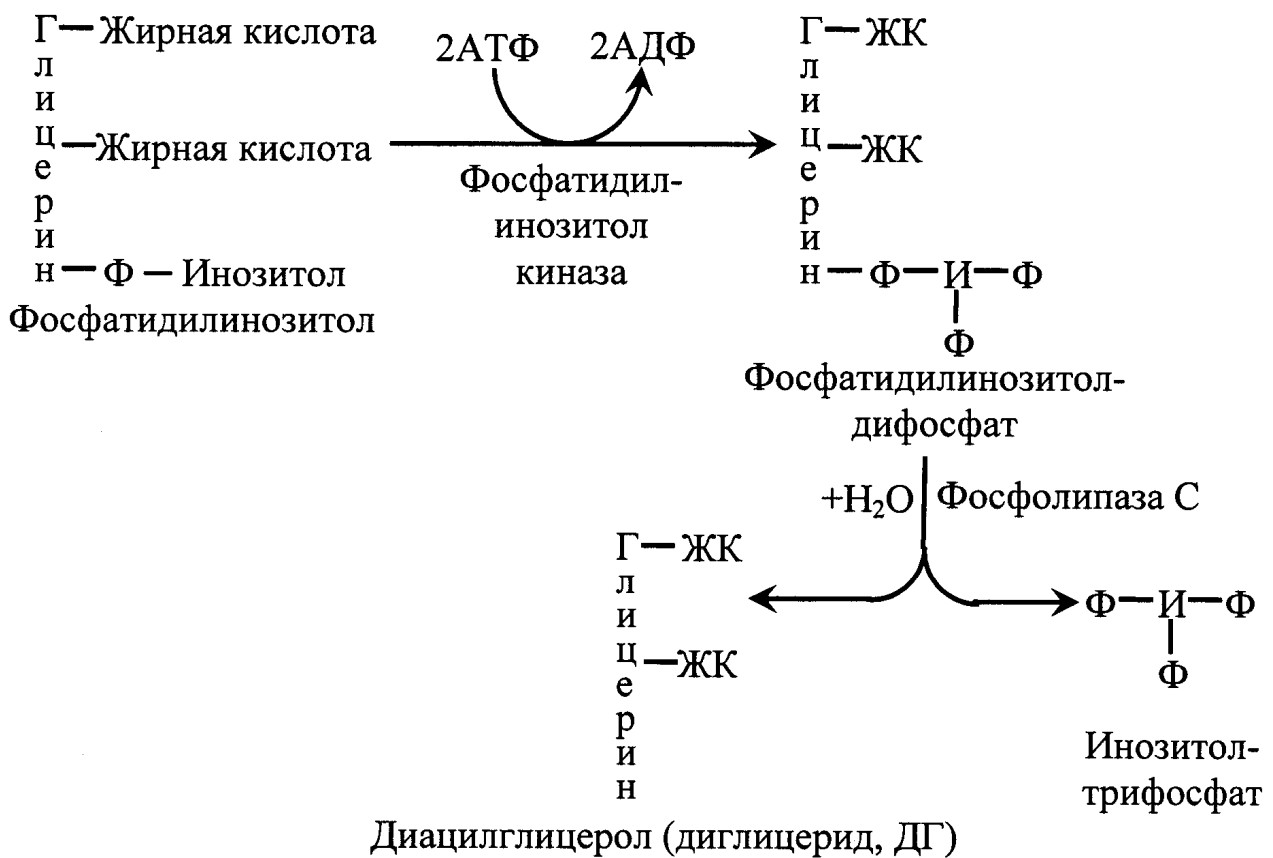 Г—Жирная кислота
л
и
ц—Жирная кислота
е
р
и
н—Ф — Инозитол
Фосфатидилинозитол
2АТФ 2АДФ
Фосфатидил-
инозитол
киназа
Г—ЖК
л
и
ц—ЖК
е
р
и
н—Ф—И—Ф
Ф
Фосфатидилинозитол-
дифосфат
+H₂O Фосфолипаза С
Г—ЖК
л
и
ц—ЖК
е
р
и
н
Диацилглицерол (диглицерид, ДГ)
Ф—И—Ф
Ф
Инозитол-
трифосфат